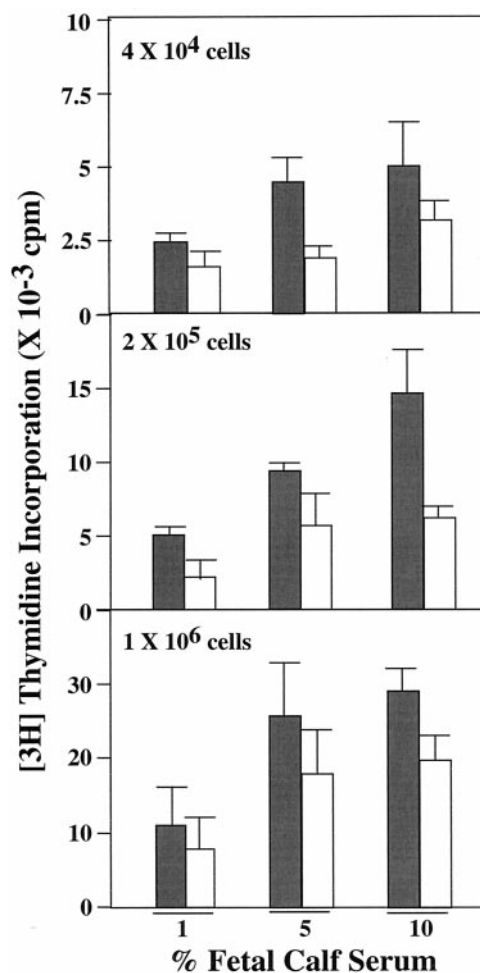 [3H] Thymidine Incorporation (X 10-3 cpm)
4 X 104 cells
10
7.5
5
2.5
0
2 X 105 cells
15
10
5
0
1 X 106 cells
30
20
10
0
1 5 10
% Fetal Calf Serum